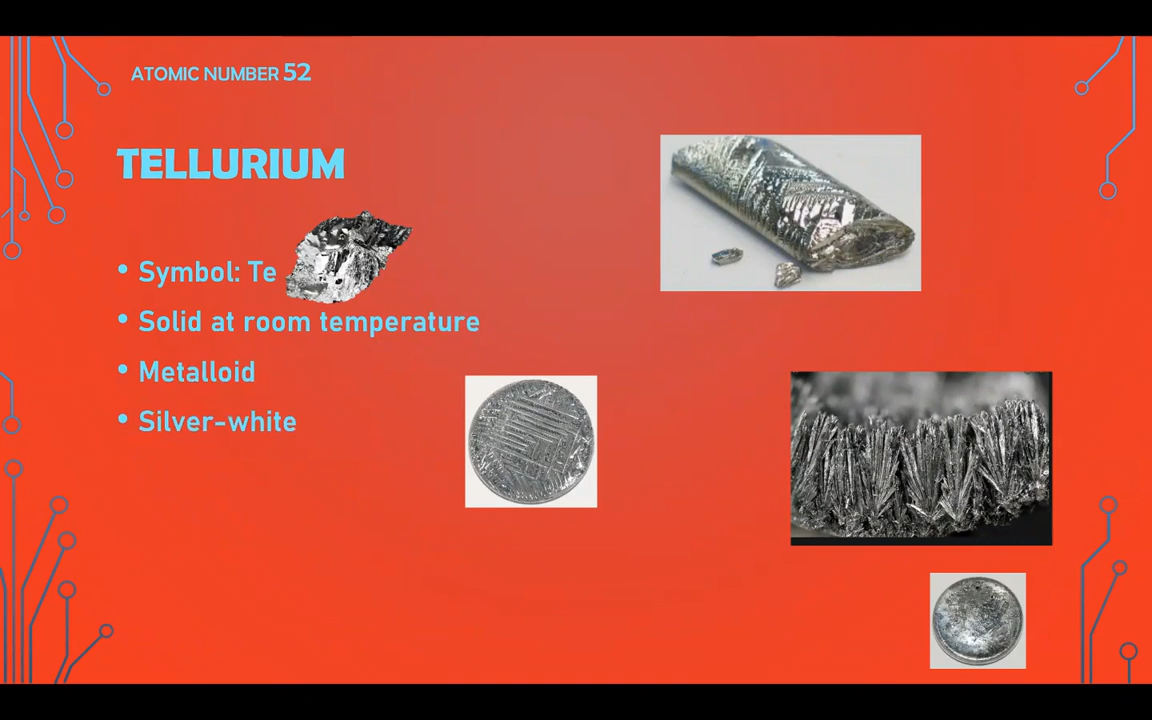 ATOMIC NUMBER 52
TELLURIUM
• Symbol: Te
• Solid at room temperature
• Metalloid
• Silver-white